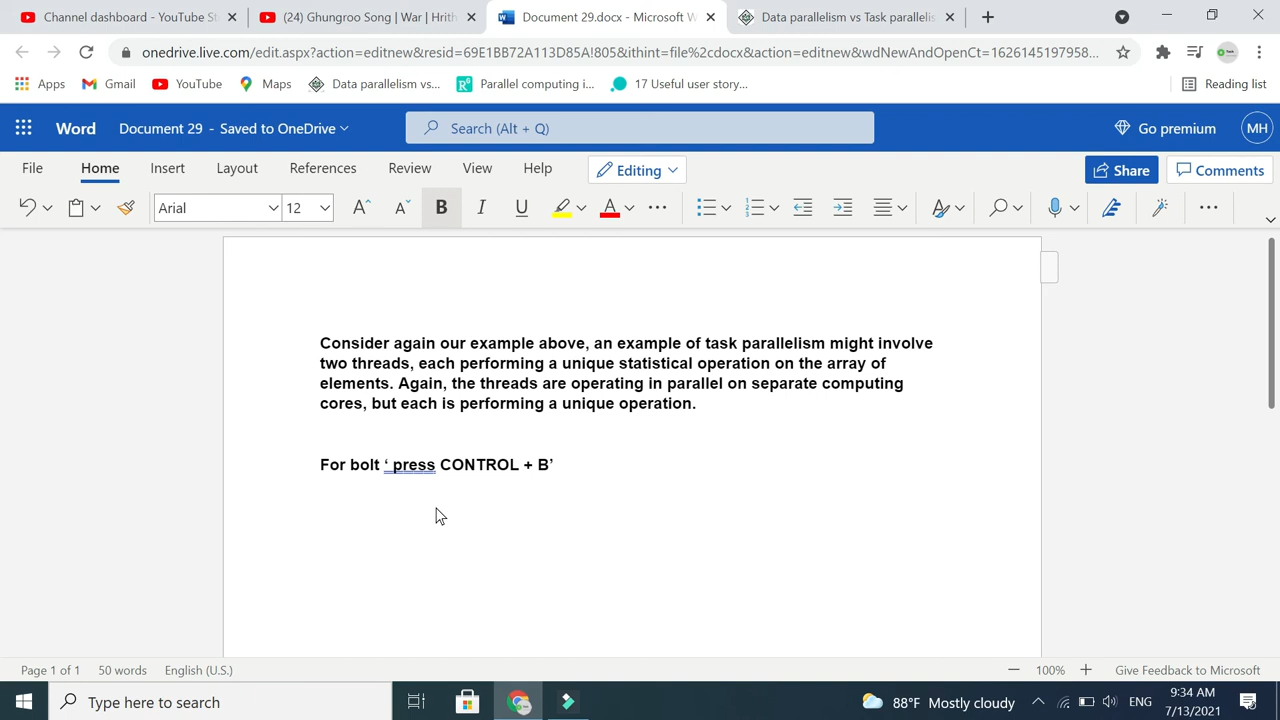 Channel dashboard - YouTube St
(24) Ghungroo Song | War | Hrith
Document 29.docx - Microsoft W
Data parallelism vs Task parallelis
onedrive.live.com/edit.aspx?action=editnew&resid=69E1BB72A113D85A!805&ithint=file%2cdocx&action=editnew&wdNewAndOpenCt=1626145197958...
Apps
Gmail
YouTube
Maps
Data parallelism vs...
Parallel computing i...
17 Useful user story...
Reading list
Word
Document 29 - Saved to OneDrive
Search (Alt + Q)
Go premium
MH
File
Home
Insert
Layout
References
Review
View
Help
Editing
Share
Comments
Arial
12
Consider again our example above, an example of task parallelism might involve
two threads, each performing a unique statistical operation on the array of
elements. Again, the threads are operating in parallel on separate computing
cores, but each is performing a unique operation.
For bolt ‘ press CONTROL + B’
Page 1 of 1
50 words
English (U.S.)
100%
Give Feedback to Microsoft
Type here to search
88°F Mostly cloudy
ENG
9:34 AM
7/13/2021